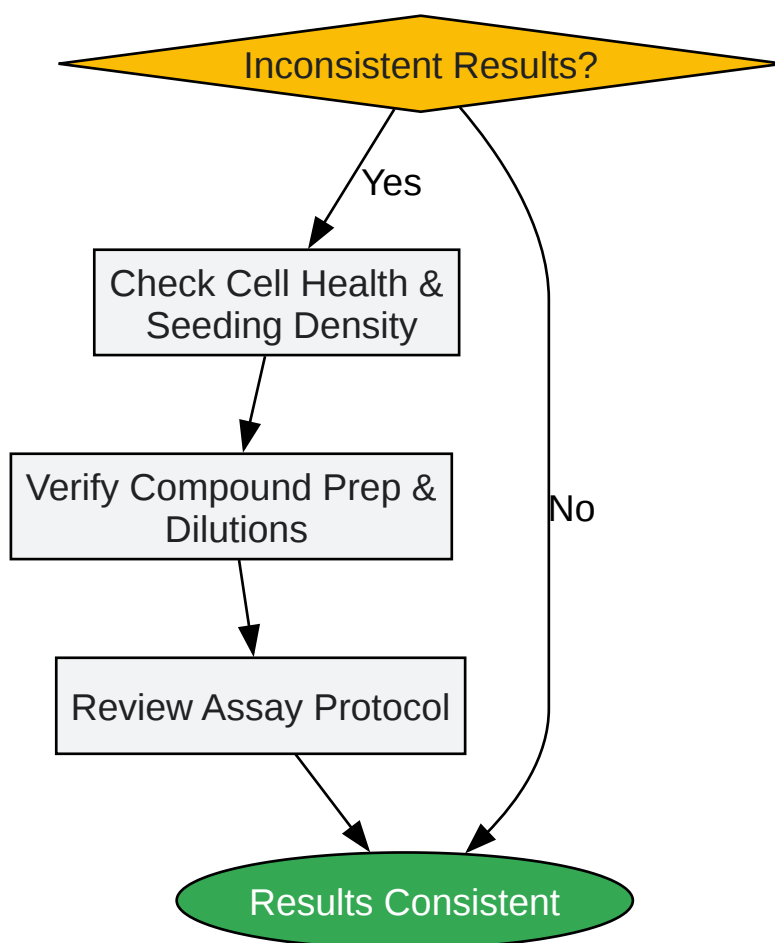 Inconsistent Results?
Yes
Check Cell Health &
Seeding Density
Verify Compound Prep &
Dilutions
No
Review Assay Protocol
Results Consistent